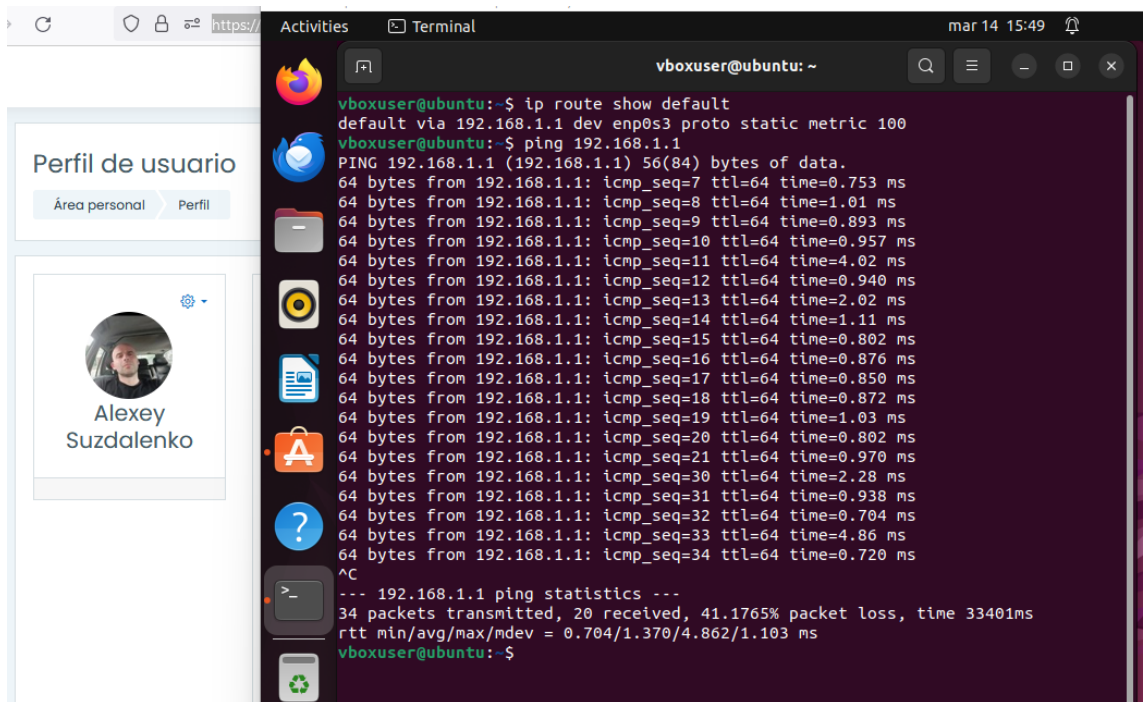 https://
Perfil de usuario
Área personal Perfil
Alexey
Suzdalenko
Activities Terminal mar 14 15:49
vboxuser@ubuntu: ~
vboxuser@ubuntu:~$ ip route show default
default via 192.168.1.1 dev enp0s3 proto static metric 100
vboxuser@ubuntu:~$ ping 192.168.1.1
PING 192.168.1.1 (192.168.1.1) 56(84) bytes of data.
64 bytes from 192.168.1.1: icmp_seq=7 ttl=64 time=0.753 ms
64 bytes from 192.168.1.1: icmp_seq=8 ttl=64 time=1.01 ms
64 bytes from 192.168.1.1: icmp_seq=9 ttl=64 time=0.893 ms
64 bytes from 192.168.1.1: icmp_seq=10 ttl=64 time=0.957 ms
64 bytes from 192.168.1.1: icmp_seq=11 ttl=64 time=4.02 ms
64 bytes from 192.168.1.1: icmp_seq=12 ttl=64 time=0.940 ms
64 bytes from 192.168.1.1: icmp_seq=13 ttl=64 time=2.02 ms
64 bytes from 192.168.1.1: icmp_seq=14 ttl=64 time=1.11 ms
64 bytes from 192.168.1.1: icmp_seq=15 ttl=64 time=0.802 ms
64 bytes from 192.168.1.1: icmp_seq=16 ttl=64 time=0.876 ms
64 bytes from 192.168.1.1: icmp_seq=17 ttl=64 time=0.850 ms
64 bytes from 192.168.1.1: icmp_seq=18 ttl=64 time=0.872 ms
64 bytes from 192.168.1.1: icmp_seq=19 ttl=64 time=1.03 ms
64 bytes from 192.168.1.1: icmp_seq=20 ttl=64 time=0.802 ms
64 bytes from 192.168.1.1: icmp_seq=21 ttl=64 time=0.970 ms
64 bytes from 192.168.1.1: icmp_seq=30 ttl=64 time=2.28 ms
64 bytes from 192.168.1.1: icmp_seq=31 ttl=64 time=0.938 ms
64 bytes from 192.168.1.1: icmp_seq=32 ttl=64 time=0.704 ms
64 bytes from 192.168.1.1: icmp_seq=33 ttl=64 time=4.86 ms
64 bytes from 192.168.1.1: icmp_seq=34 ttl=64 time=0.720 ms
^C
--- 192.168.1.1 ping statistics ---
34 packets transmitted, 20 received, 41.1765% packet loss, time 33401ms
rtt min/avg/max/mdev = 0.704/1.370/4.862/1.103 ms
vboxuser@ubuntu:~$